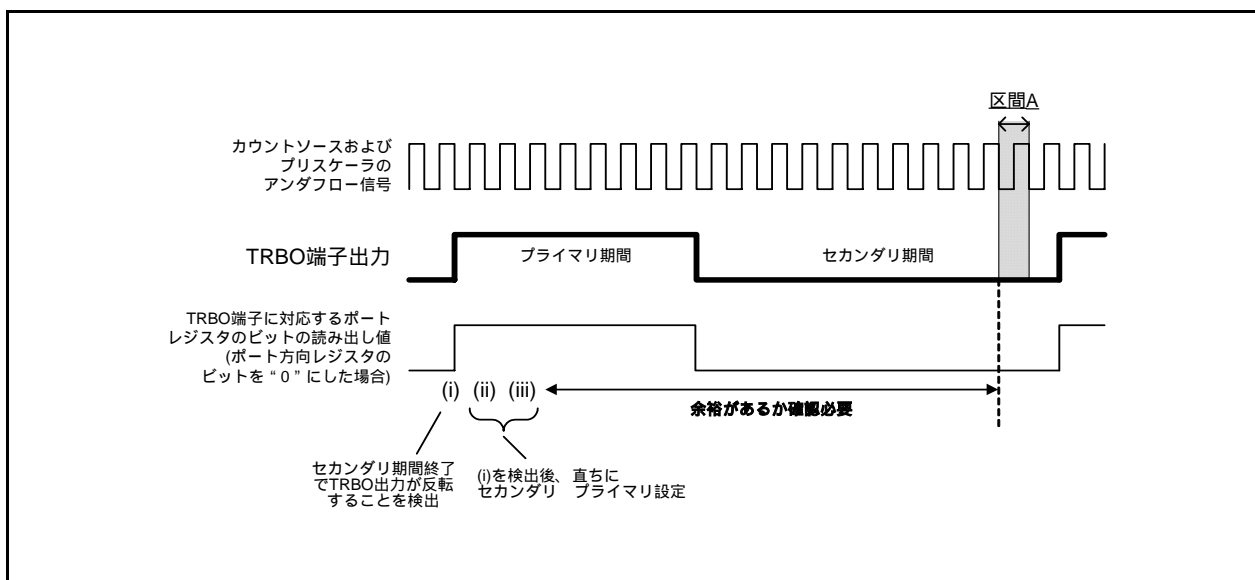 区間A
カウントソースおよび
プリスケーラの
アンダフロー信号
TRBO端子出力
プライマリ期間
セカンダリ期間
TRBO端子に対応するポート
レジスタのビットの読み出し値
(ポート方向レジスタの
ビットを“0”にした場合)
(i) (ii) (iii)
余裕があるか確認必要
セカンダリ期間終了
でTRBO出力が反転
することを検出
(i)を検出後、直ちに
セカンダリ プライマリ設定